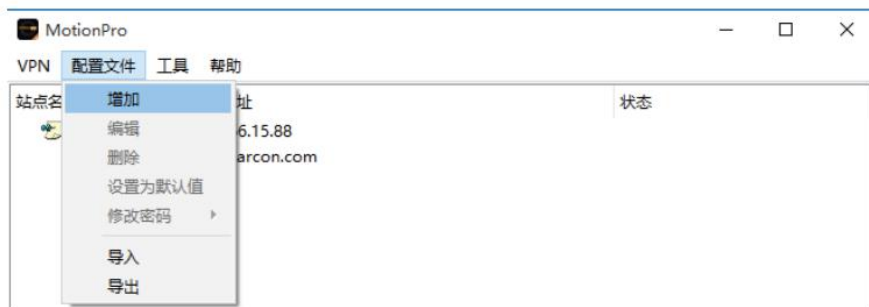 MotionPro
VPN 配置文件 工具 帮助
站点名 址 状态
增加
编辑 6.15.88
删除 arcon.com
设置为默认值
修改密码
导入
导出